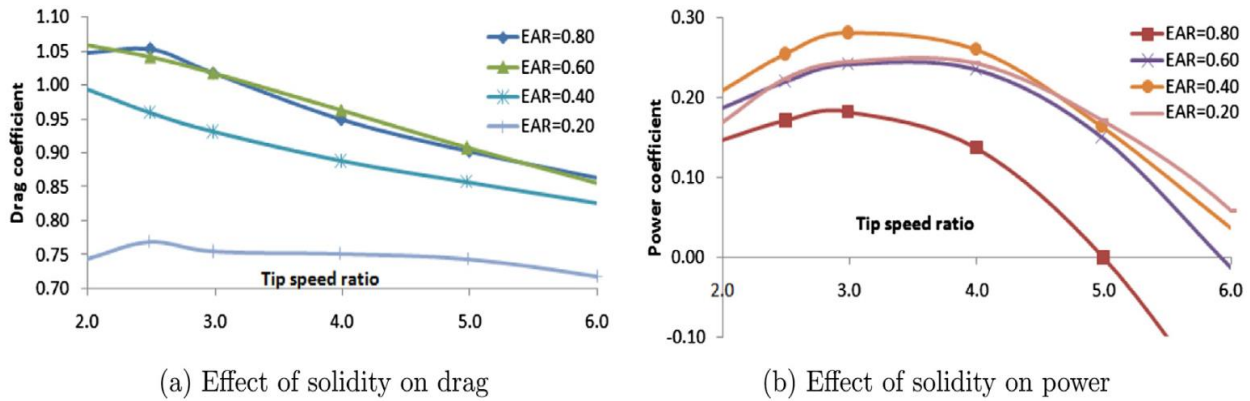 1.10
1.05
1.00
0.95
0.90
0.85
0.80
0.75
0.70
Drag coefficient
EAR=0.80
EAR=0.60
EAR=0.40
EAR=0.20
Tip speed ratio
2.0 3.0 4.0 5.0 6.0
(a) Effect of solidity on drag
0.30
0.20
0.10
0.00
-0.10
Power coefficient
EAR=0.80
EAR=0.60
EAR=0.40
EAR=0.20
Tip speed ratio
2.0 3.0 4.0 5.0 6.0
(b) Effect of solidity on power